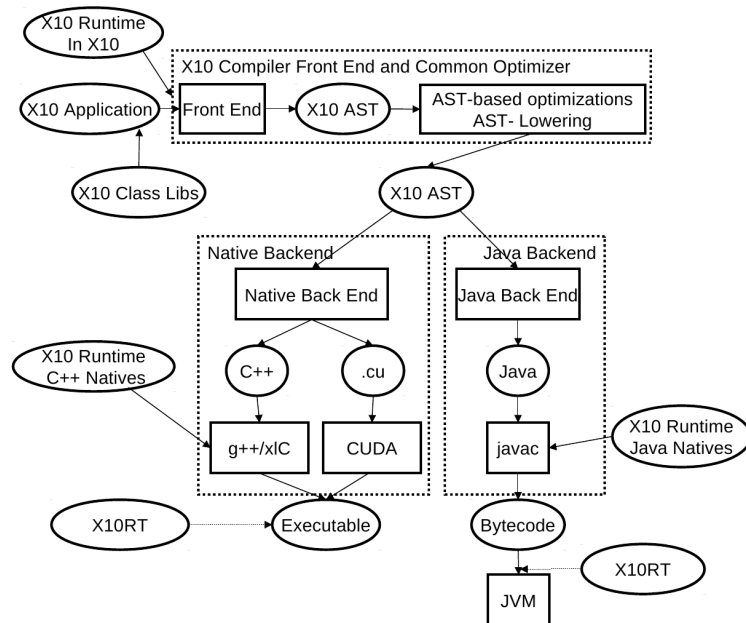 X10 Runtime
In X10
X10 Compiler Front End and Common Optimizer
X10 Application
Front End
X10 AST
AST-based optimizations
AST- Lowering
X10 Class Libs
X10 AST
Native Backend
Java Backend
Native Back End
Java Back End
X10 Runtime
C++ Natives
C++
.cu
Java
g++/xlC
CUDA
javac
X10 Runtime
Java Natives
X10RT
Executable
Bytecode
X10RT
JVM